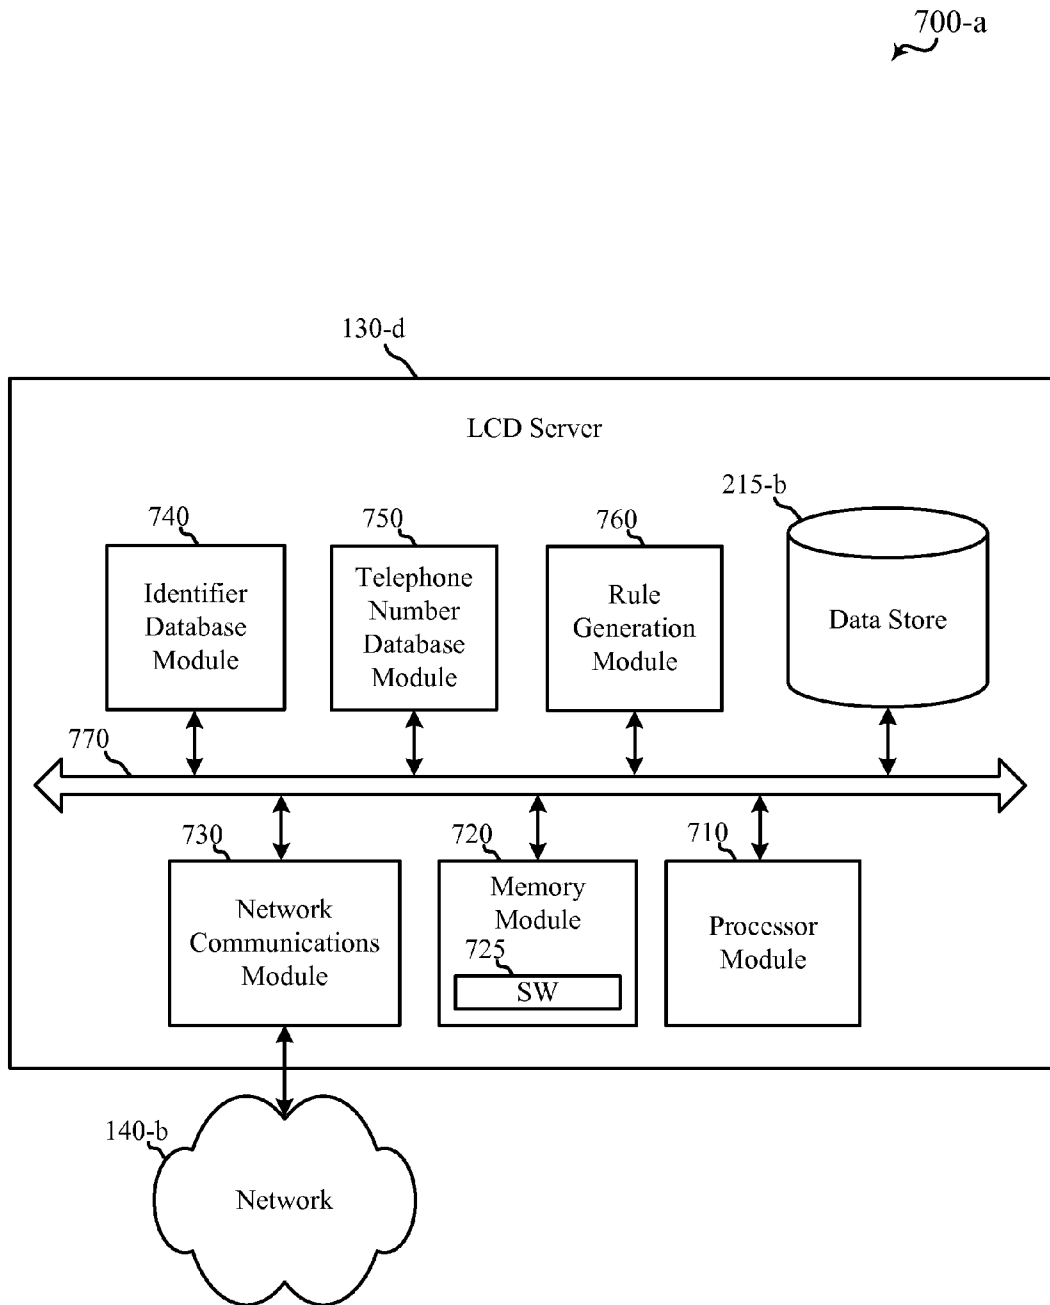 700-a
130-d
LCD Server
740
Identifier
Database
Module
750
Telephone
Number
Database
Module
760
Rule
Generation
Module
215-b
Data Store
770
730
Network
Communications
Module
720
Memory
Module
725
SW
710
Processor
Module
140-b
Network